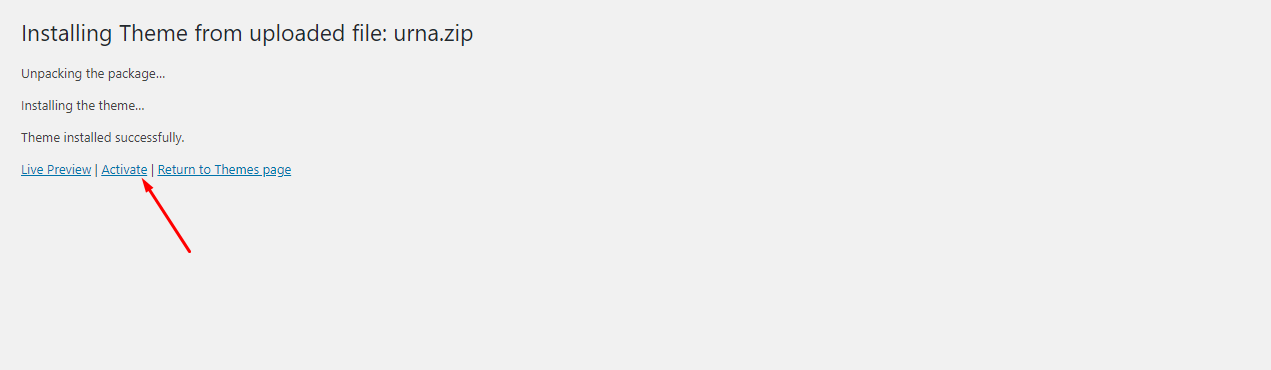 Installing Theme from uploaded file: urna.zip
Unpacking the package…
Installing the theme…
Theme installed successfully.
Live Preview | Activate | Return to Themes page